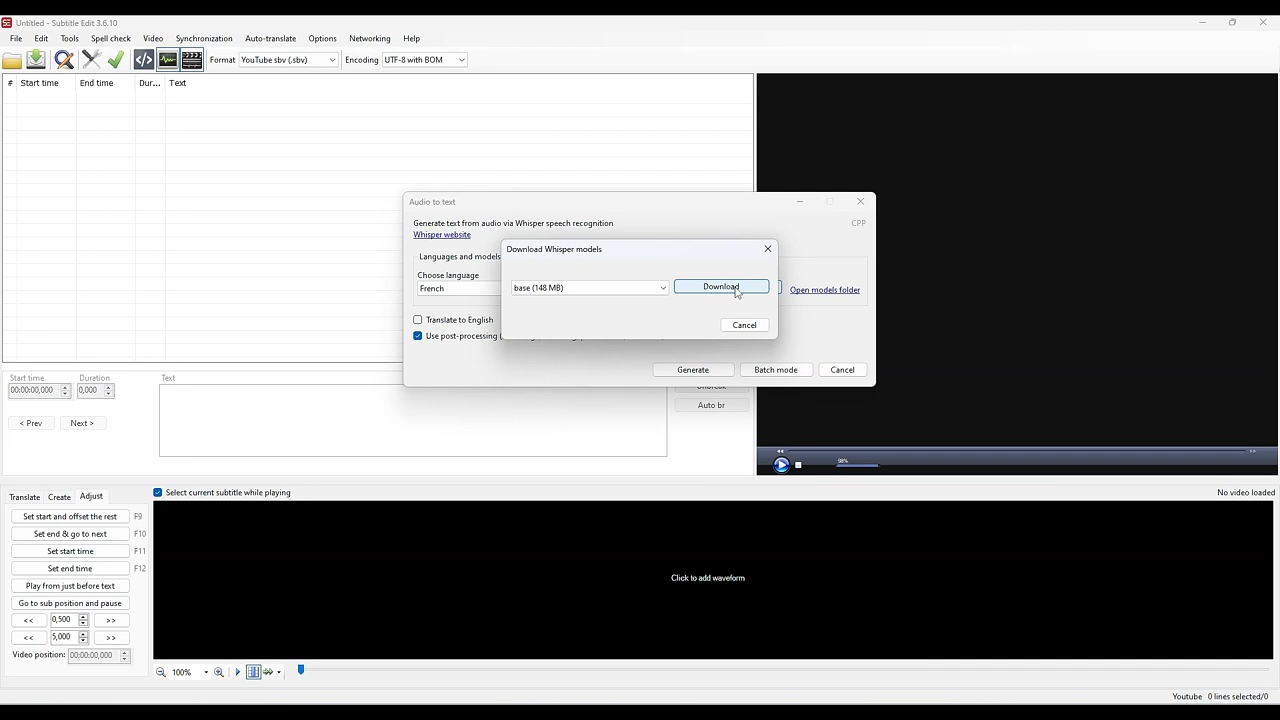 Untitled - Subtitle Edit 3.6.10
File Edit Tools Spell check Video Synchronization Auto-translate Options Networking Help
Format YouTube sbv (.sbv) Encoding UTF-8 with BOM
# Start time End time Dur... Text
Audio to text
Generate text from audio via Whisper speech recognition CPP
Whisper website
Languages and models
Choose language
French
Open models folder
Translate to English
Use post-processing
Generate Batch mode Cancel
Download Whisper models
base (148 MB) Download
Cancel
Start time Duration Text
00:00:00,000 0,000
Auto br
< Prev Next >
98%
Translate Create Adjust
Select current subtitle while playing No video loaded
Set start and offset the rest F9
Set end & go to next F10
Set start time F11
Set end time F12
Play from just before text
Go to sub position and pause
<< 0,500 >>
<< 5,000 >>
Video position: 00:00:00,000
Click to add waveform
100%
Youtube 0 lines selected/0